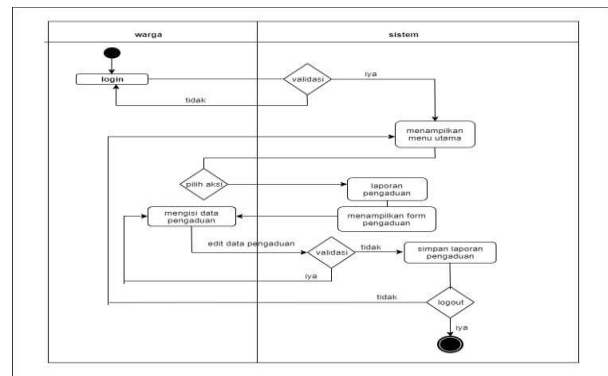 warga
sistem
login
validasi
iya
tidak
menampilkan
menu utama
pilih aksi
laporan
pengaduan
mengisi data
pengaduan
menampilkan form
pengaduan
edit data pengaduan
validasi
tidak
simpan laporan
pengaduan
iya
tidak
logout
iya